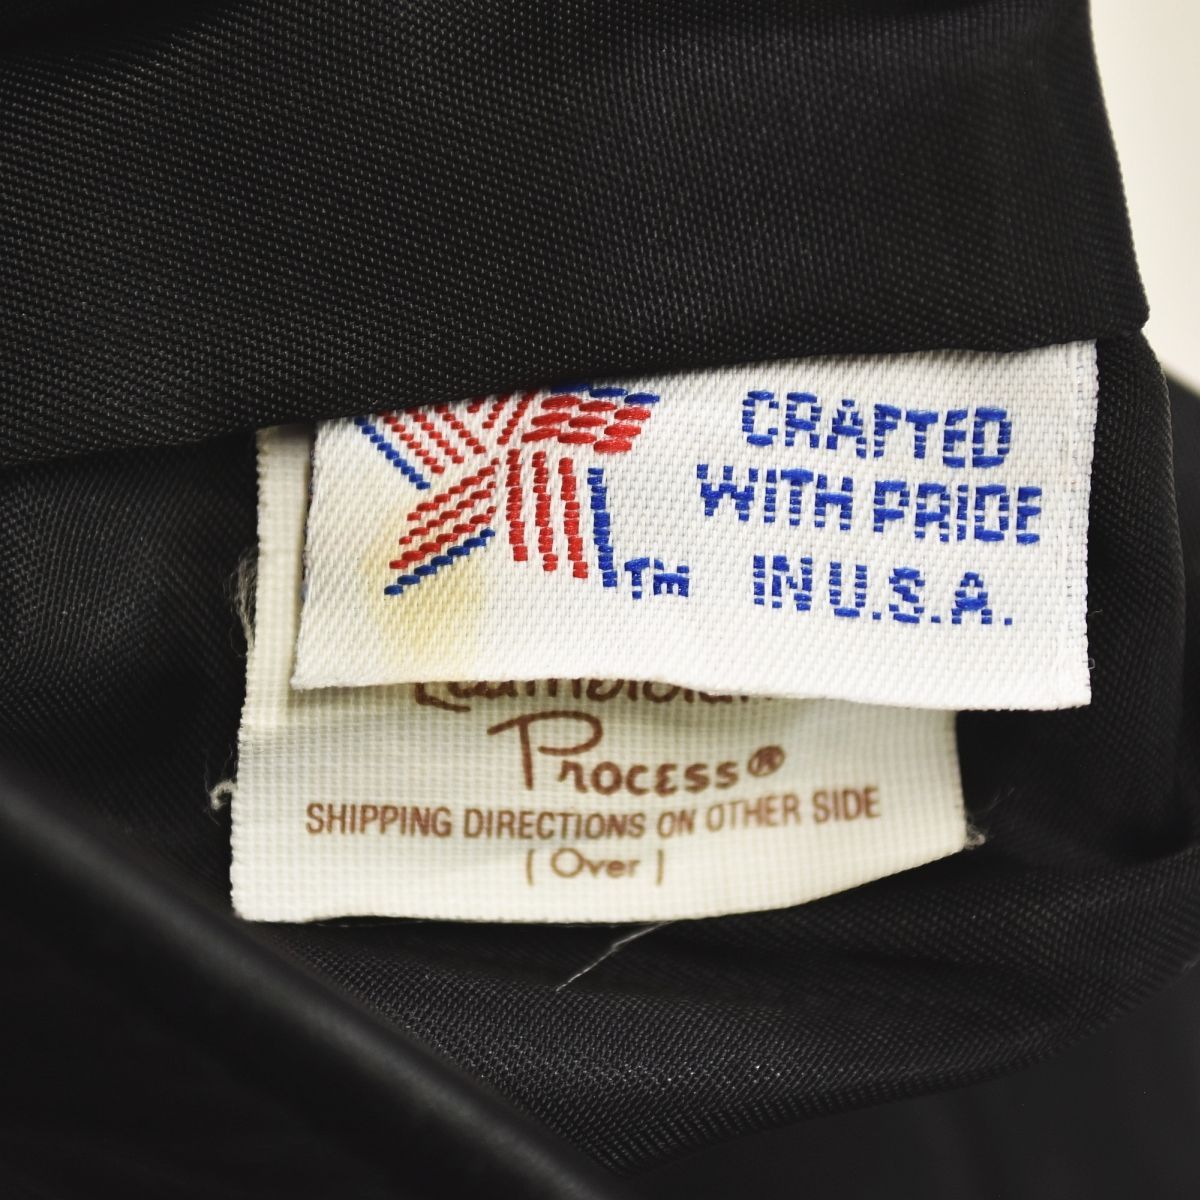 CRAFTED
WITH PRIDE
IN U.S.A.
TM
Process®
SHIPPING DIRECTIONS ON OTHER SIDE
( Over )